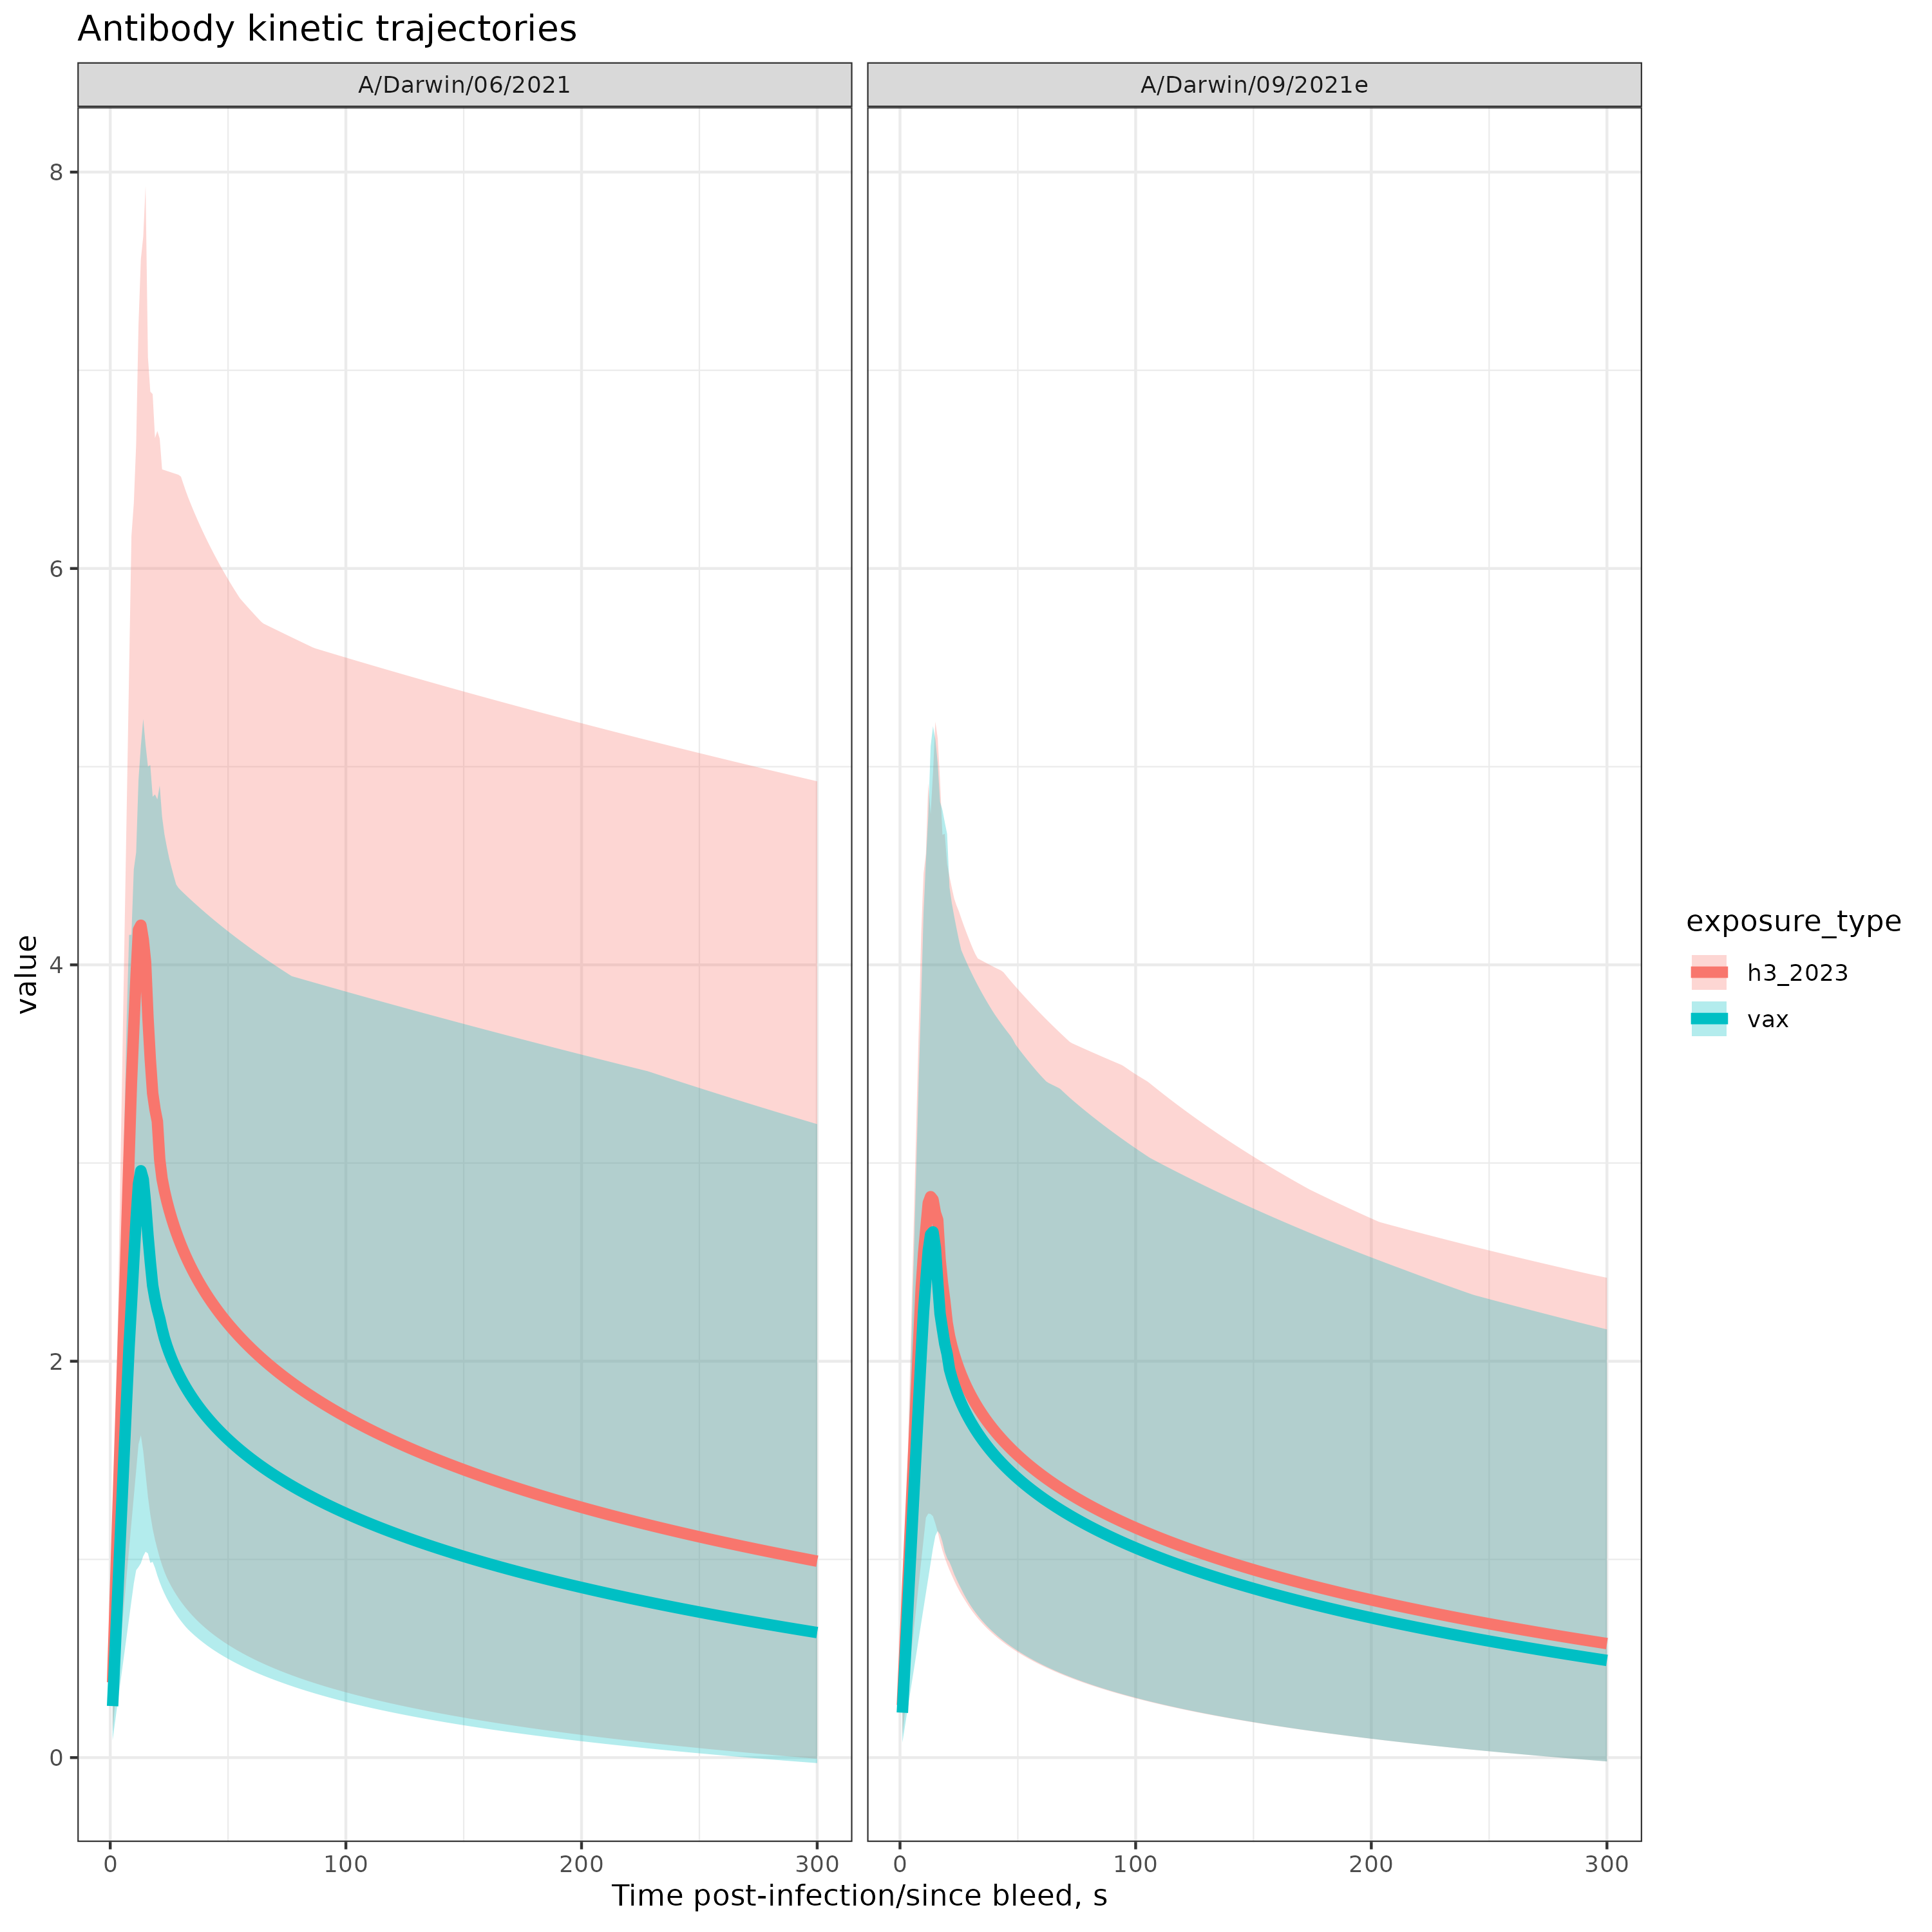 Antibody kinetic trajectories
A/Darwin/06/2021
A/Darwin/09/2021e
8
6
4
2
0
value
0
100
200
300
0
100
200
300
Time post-infection/since bleed, s
exposure_type
h3_2023
vax